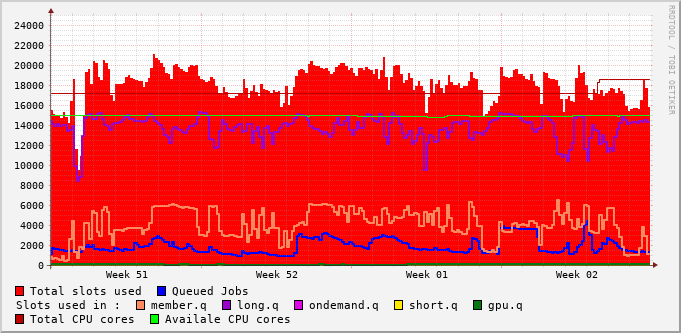 24000
22000
20000
18000
16000
14000
12000
10000
8000
6000
4000
2000
0
Week 51 Week 52 Week 01 Week 02
Total slots used Queued Jobs
Slots used in : member.q long.q ondemand.q short.q gpu.q
Total CPU cores Availale CPU cores
RRDTOOL / TOBI OETIKER